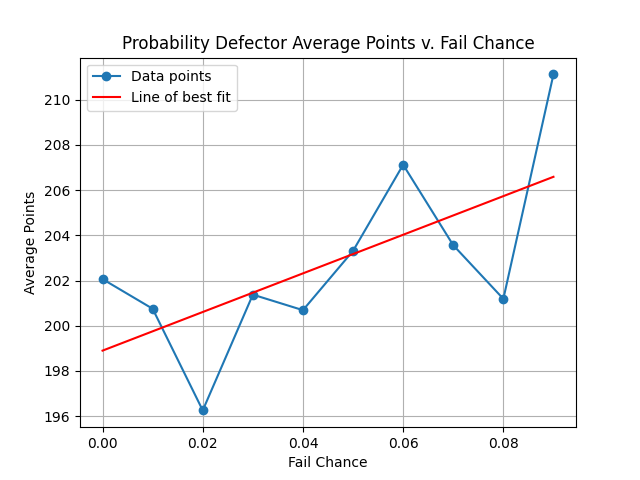 Probability Defector Average Points v. Fail Chance
Data points
Line of best fit
210
208
206
204
202
200
198
196
Average Points
0.00 0.02 0.04 0.06 0.08
Fail Chance